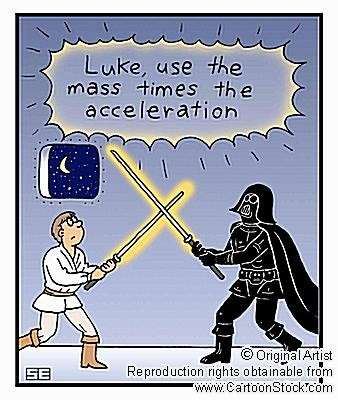 Luke, use the
mass times the
acceleration
SE
© Original Artist
Reproduction rights obtainable from
www.CartoonStock.com